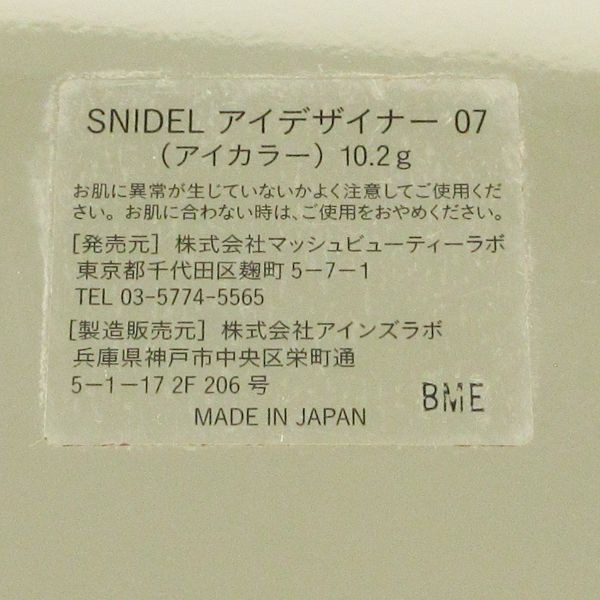 SNIDEL アイデザイナー 07
（アイカラー）10.2g
お肌に異常が生じていないかよく注意してご使用くだ
さい。お肌に合わない時は、ご使用をおやめください。
［発売元］株式会社マッシュビューティーラボ
東京都千代田区麹町 5-7-1
TEL 03-5774-5565
［製造販売元］株式会社アインズラボ
兵庫県神戸市中央区栄町通
5-1-17 2F 206 号
BME
MADE IN JAPAN